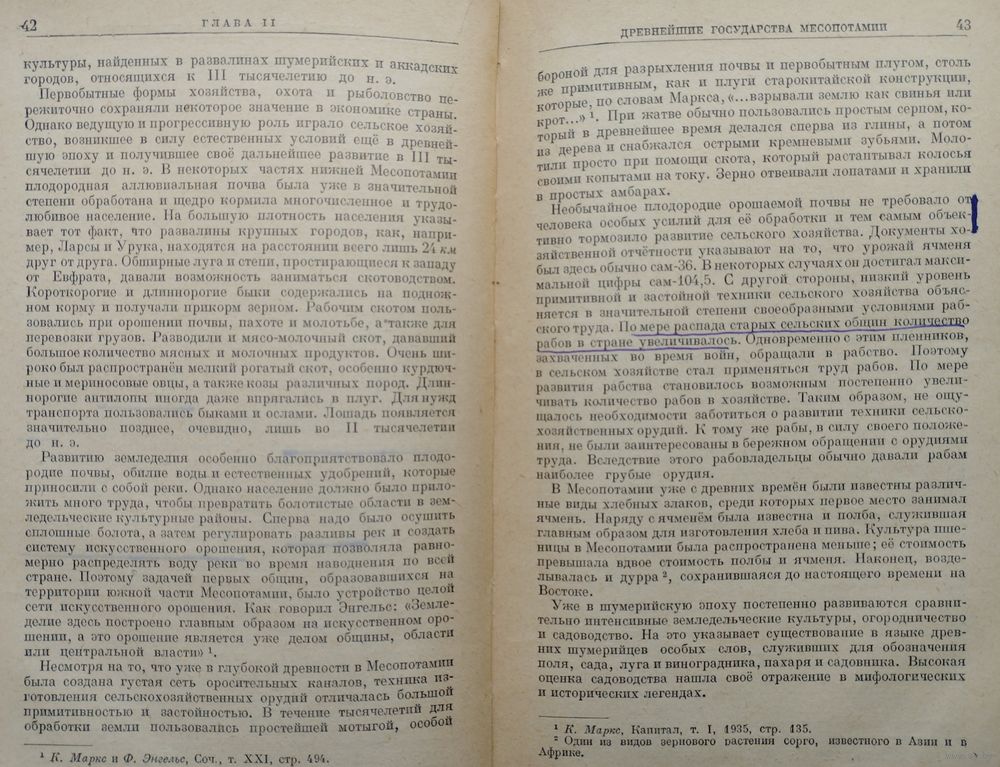 42
ГЛАВА II
культуры, найденных в развалинах шумерийских и аккадских
городов, относящихся к III тысячелетию до н. э.
Первобытные формы хозяйства, охота и рыболовство пе-
режиточно сохраняли некоторое значение в экономике страны.
Однако ведущую и прогрессивную роль играло сельское хозяй-
ство, возникшее в силу естественных условий ещё в древней-
шую эпоху и получившее своё дальнейшее развитие в III ты-
сячелетии до н. э. В некоторых частях нижней Месопотамии
плодородная аллювиальная почва была уже в значительной
степени обработана и щедро кормила многочисленное и трудо-
любивое население. На большую плотность населения указы-
вает тот факт, что развалины крупных городов, как, напри-
мер, Ларсы и Урука, находятся на расстоянии всего лишь 24 км
друг от друга. Обширные луга и степи, простирающиеся к западу
от Евфрата, давали возможность заниматься скотоводством.
Короткорогие и длиннорогие быки содержались на поднож-
ном корму и получали прикорм зерном. Рабочим скотом поль-
зовались при орошении почвы, пахоте и молотьбе, а также для
перевозки грузов. Разводили и мясо-молочный скот, дававший
большое количество мясных и молочных продуктов. Очень ши-
роко был распространён мелкий рогатый скот, особенно курдюч-
ные и мериносовые овцы, а также козы различных пород. Длин-
норогие антилопы иногда даже впрягались в плуг. Для нужд
транспорта пользовались быками и ослами. Лошадь появляется
значительно позднее, очевидно, лишь во II тысячелетии
до н. э.
Развитию земледелия особенно благоприятствовало плодо-
родие почвы, обилие воды и естественных удобрений, которые
приносили с собой реки. Однако население должно было прило-
жить много труда, чтобы превратить болотистые области в зем-
ледельческие культурные районы. Сперва надо было осушить
сплошные болота, а затем регулировать разливы рек и создать
систему искусственного орошения, которая позволяла равно-
мерно распределять воду реки во время наводнения по всей
стране. Поэтому задачей первых общин, образовавшихся на
территории южной части Месопотамии, было устройство целой
сети искусственного орошения. Как говорил Энгельс: «Земле-
делие здесь построено главным образом на искусственном оро-
шении, а это орошение является уже делом общины, области
или центральной власти» ¹.
Несмотря на то, что уже в глубокой древности в Месопотамии
была создана густая сеть оросительных каналов, техника из-
готовления сельскохозяйственных орудий отличалась большой
примитивностью и застойностью. В течение тысячелетий для
обработки земли пользовались простейшей мотыгой, особой
¹ К. Маркс и Ф. Энгельс, Соч., т. XXI, стр. 494.
ДРЕВНЕЙШИЕ ГОСУДАРСТВА МЕСОПОТАМИИ
43
бороной для разрыхления почвы и первобытным плугом, столь
же примитивным, как и плуги старокитайской конструкции,
которые, по словам Маркса, «...взрывали землю как свинья или
крот...» ¹. При жатве обычно пользовались простым серпом, ко-
торый в древнейшее время делался сперва из глины, а потом
из дерева и снабжался острыми кремневыми зубьями. Моло-
тили просто при помощи скота, который растаптывал колосья
своими копытами на току. Зерно отвеивали лопатами и хранили
в простых амбарах.
Необычайное плодородие орошаемой почвы не требовало от
человека особых усилий для её обработки и тем самым объек-
тивно тормозило развитие сельского хозяйства. Документы хо-
зяйственной отчётности указывают на то, что урожай ячменя
был здесь обычно сам-36. В некоторых случаях он достигал макси-
мальной цифры сам-104,5. С другой стороны, низкий уровень
примитивной и застойной техники сельского хозяйства объяс-
няется в значительной степени своеобразными условиями раб-
ского труда. По мере распада старых сельских общин количество
рабов в стране увеличивалось. Одновременно с этим пленников,
захваченных во время войн, обращали в рабство. Поэтому
в сельском хозяйстве стал применяться труд рабов. По мере
развития рабства становилось возможным постепенно увели-
чивать количество рабов в хозяйстве. Таким образом, не ощу-
щалось необходимости заботиться о развитии техники сельско-
хозяйственных орудий. К тому же рабы, в силу своего положе-
ния, не были заинтересованы в бережном обращении с орудиями
труда. Вследствие этого рабовладельцы обычно давали рабам
наиболее грубые орудия.
В Месопотамии уже с древних времён были известны различ-
ные виды хлебных злаков, среди которых первое место занимал
ячмень. Наряду с ячменём была известна и полба, служившая
главным образом для изготовления хлеба и пива. Культура пше-
ницы в Месопотамии была распространена меньше; её стоимость
превышала вдвое стоимость полбы и ячменя. Наконец, возде-
лывалась и дурра ², сохранившаяся до настоящего времени на
Востоке.
Уже в шумерийскую эпоху постепенно развиваются сравни-
тельно интенсивные земледельческие культуры, огородничество
и садоводство. На это указывает существование в языке древ-
них шумерийцев особых слов, служивших для обозначения
поля, сада, луга и виноградника, пахаря и садовника. Высокая
оценка садоводства нашла своё отражение в мифологических
и исторических легендах.
¹ К. Маркс, Капитал, т. I, 1935, стр. 135.
² Один из видов зернового растения сорго, известного в Азии и в
Африке.